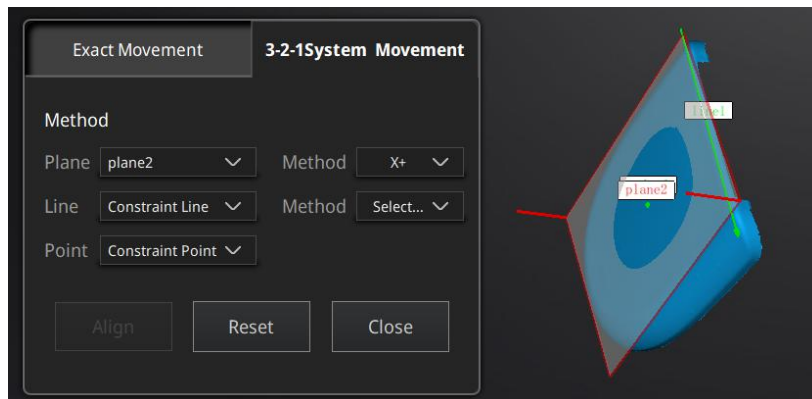 Exact Movement
3-2-1System Movement
Method
Plane plane2 Method X+
Line Constraint Line Method Select...
Point Constraint Point
Align Reset Close
line1
plane2